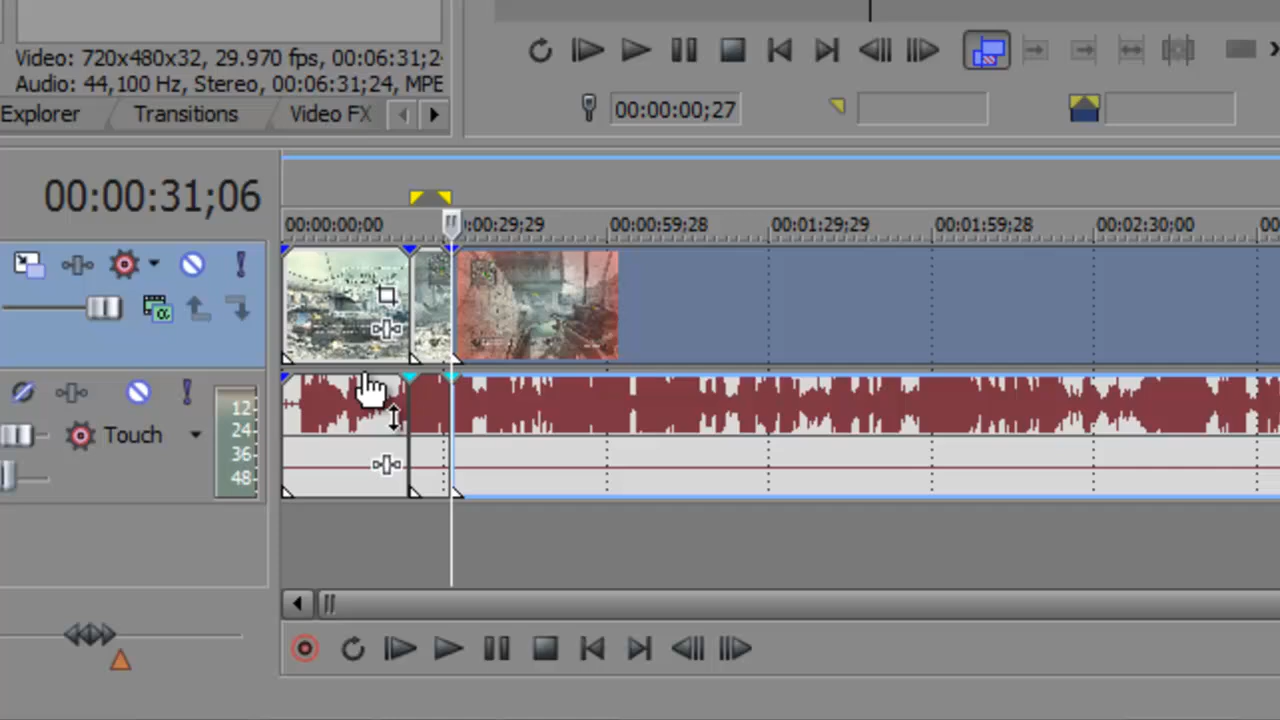 Video: 720x480x32, 29.970 fps, 00:06:31;2
Audio: 44,100 Hz, Stereo, 00:06:31;24, MPE
Explorer Transitions Video FX
00:00:00;27
00:00:31;06
00:00:00;00 :00:29;29 00:00:59;28 00:01:29;29 00:01:59;28 00:02:30;00 00
12
24
Touch
36
48